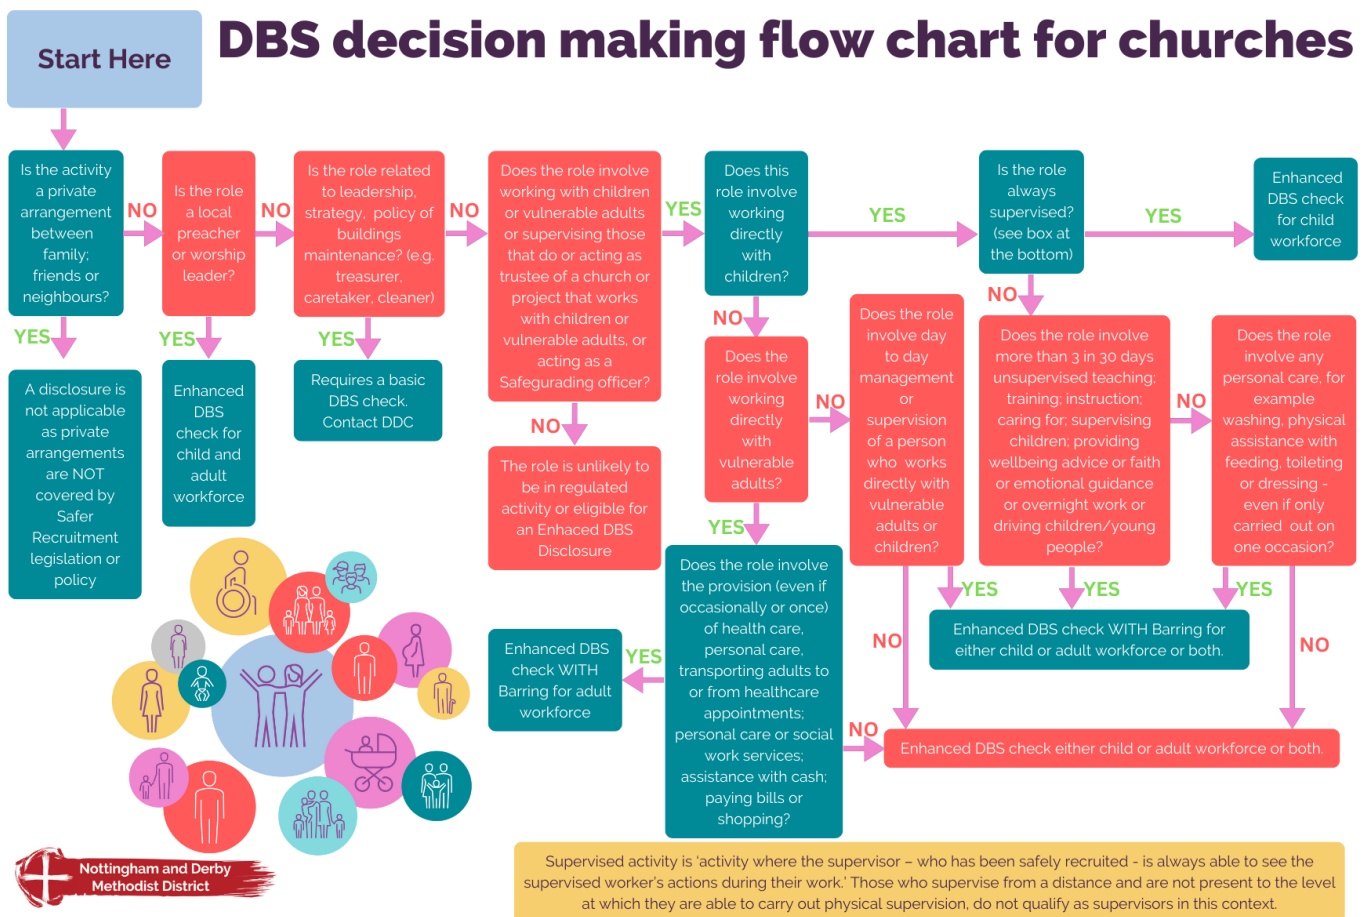 Start Here
DBS decision making flow chart for churches
Is the activity
a private
arrangement
between
family;
friends or
neighbours?
NO
Is the role
a local
preacher
or worship
leader?
NO
Is the role related
to leadership,
strategy, policy of
buildings
maintenance? (e.g.
treasurer,
caretaker, cleaner)
NO
Does the role involve
working with children
or vulnerable adults
or supervising those
that do or acting as
trustee of a church or
project that works
with children or
vulnerable adults, or
acting as a
Safegurading officer?
YES
Does this
role involve
working
directly
with
children?
YES
Is the role
always
supervised?
(see box at
the bottom)
YES
Enhanced
DBS check
for child
workforce
YES
A disclosure is
not applicable
as private
arrangements
are NOT
covered by
Safer
Recruitment
legislation or
policy
YES
Enhanced
DBS
check for
child and
adult
workforce
YES
Requires a basic
DBS check.
Contact DDC
NO
The role is unlikely to
be in regulated
activity or eligible for
an Enhaced DBS
Disclosure
NO
Does the
role involve
working
directly
with
vulnerable
adults?
NO
Does the role
involve day
to day
management
or
supervision
of a person
who works
directly with
vulnerable
adults or
children?
NO
Does the role involve
more than 3 in 30 days
unsupervised teaching;
training; instruction;
caring for; supervising
children; providing
wellbeing advice or faith
or emotional guidance
or overnight work or
driving children/young
people?
NO
Does the role
involve any
personal care, for
example
washing, physical
assistance with
feeding, toileting
or dressing -
even if only
carried out on
one occasion?
YES
Does the role involve
the provision (even if
occasionally or once)
of health care,
personal care,
transporting adults to
or from healthcare
appointments;
personal care or social
work services;
assistance with cash;
paying bills or
shopping?
YES
Enhanced DBS
check WITH
Barring for adult
workforce
YES
YES
YES
Enhanced DBS check WITH Barring for
either child or adult workforce or both.
NO
NO
NO
Enhanced DBS check either child or adult workforce or both.
Nottingham and Derby
Methodist District
Supervised activity is ‘activity where the supervisor – who has been safely recruited - is always able to see the
supervised worker’s actions during their work.’ Those who supervise from a distance and are not present to the level
at which they are able to carry out physical supervision, do not qualify as supervisors in this context.